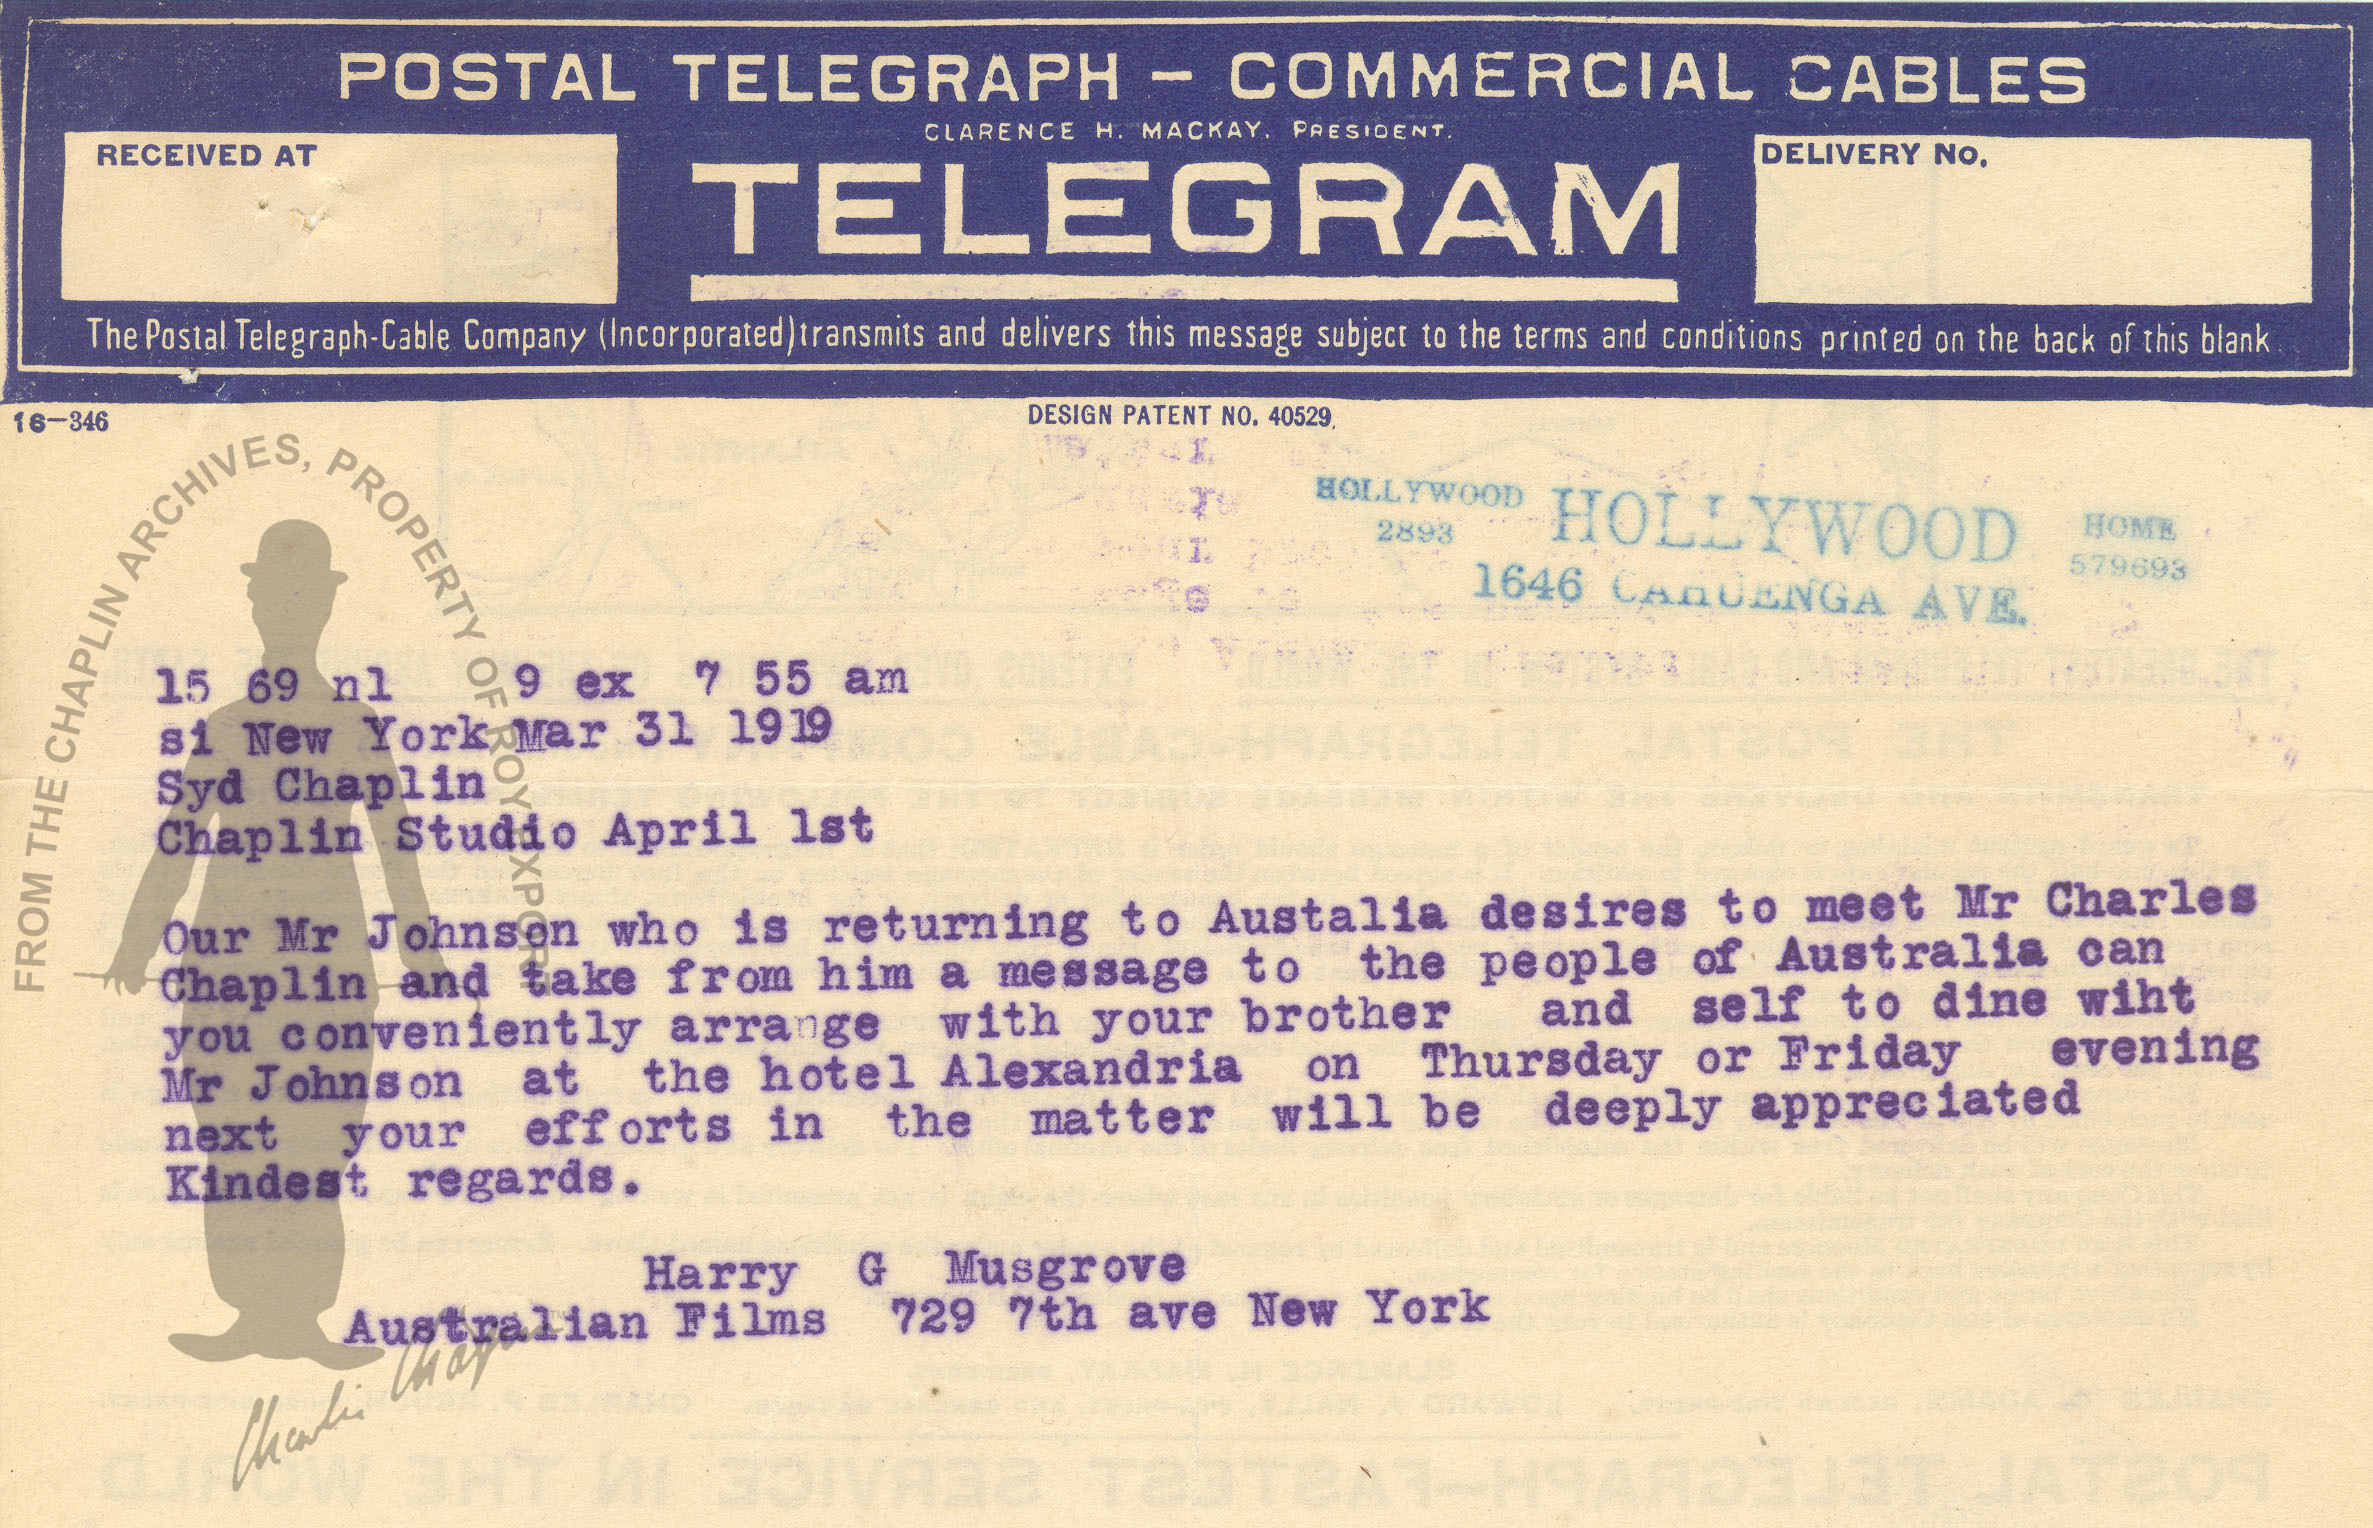 POSTAL TELEGRAPH – COMMERCIAL CABLES
CLARENCE H. MACKAY, PRESIDENT.
RECEIVED AT
TELEGRAM
DELIVERY No.
The Postal Telegraph-Cable Company (Incorporated) transmits and delivers this message subject to the terms and conditions printed on the back of this blank
16—346
DESIGN PATENT NO. 40529.
HOLLYWOOD 2893
HOLLYWOOD
1646 CAHUENGA AVE.
HOME 579693
FROM THE CHAPLIN ARCHIVES, PROPERTY OF ROY EXPORT
15 69 nl 9 ex 7 55 am
si New York Mar 31 1919
Syd Chaplin
Chaplin Studio April 1st
Our Mr Johnson who is returning to Austalia desires to meet Mr Charles
Chaplin and take from him a message to the people of Australia can
you conveniently arrange with your brother and self to dine wiht
Mr Johnson at the hotel Alexandria on Thursday or Friday evening
next your efforts in the matter will be deeply appreciated
Kindest regards.
Harry G Musgrove
Australian Films 729 7th ave New York
Charlie Chaplin